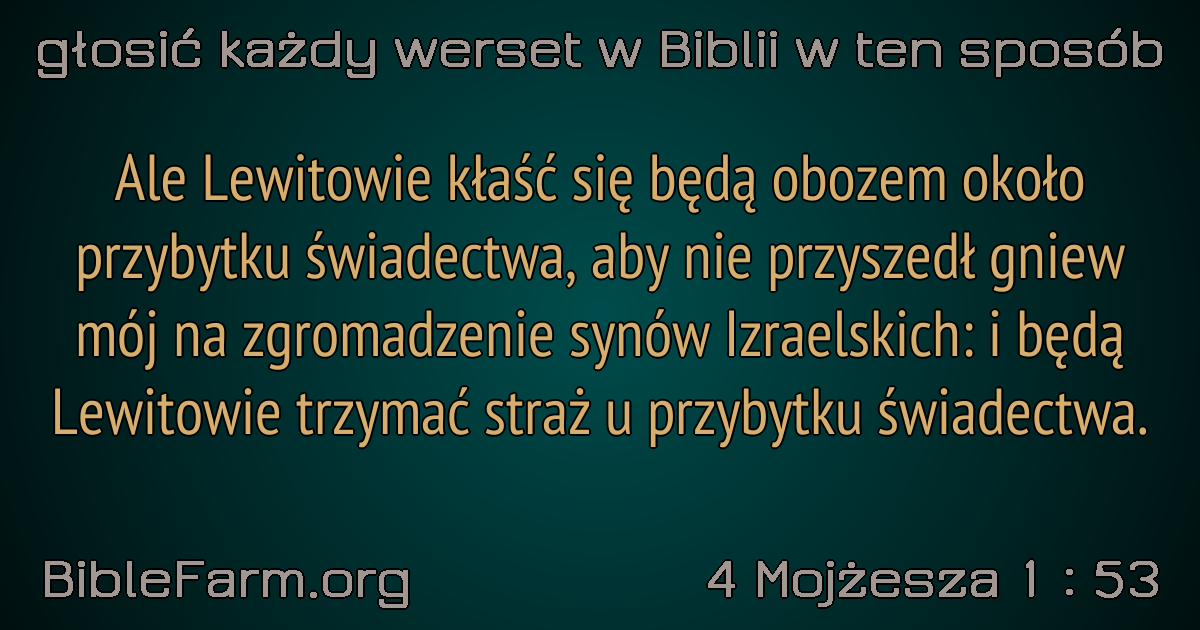 głosić każdy werset w Biblii w ten sposób
Ale Lewitowie kłaść się będą obozem około
przybytku świadectwa, aby nie przyszedł gniew
mój na zgromadzenie synów Izraelskich: i będą
Lewitowie trzymać straż u przybytku świadectwa.
BibleFarm.org
4 Mojżesza 1 : 53